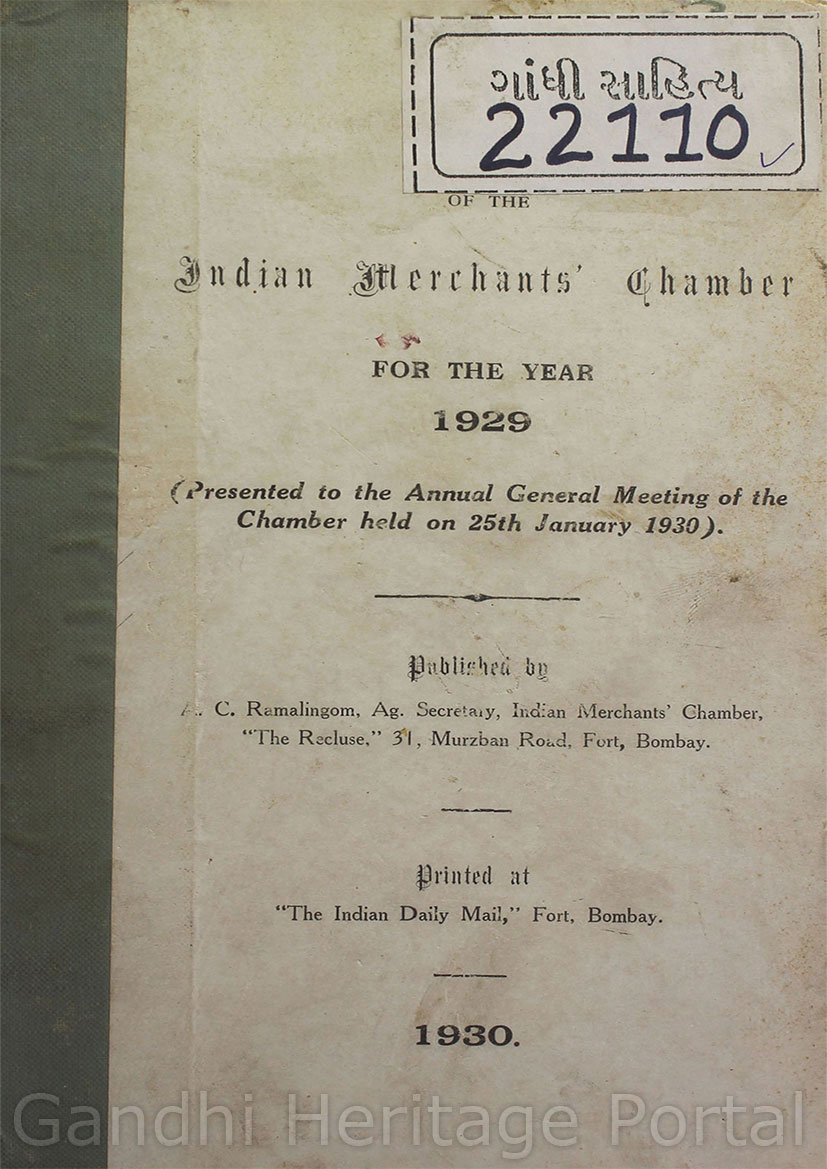 ગાંધી સાહિત્ય
22110
OF THE
Indian Merchants' Chamber
FOR THE YEAR
1929
(Presented to the Annual General Meeting of the
Chamber held on 25th January 1930).
Published by
C. Ramalingom, Ag. Secretary, Indian Merchants' Chamber,
"The Recluse," 31, Murzban Road, Fort, Bombay.
Printed at
"The Indian Daily Mail," Fort, Bombay.
1930.
Gandhi Heritage Portal